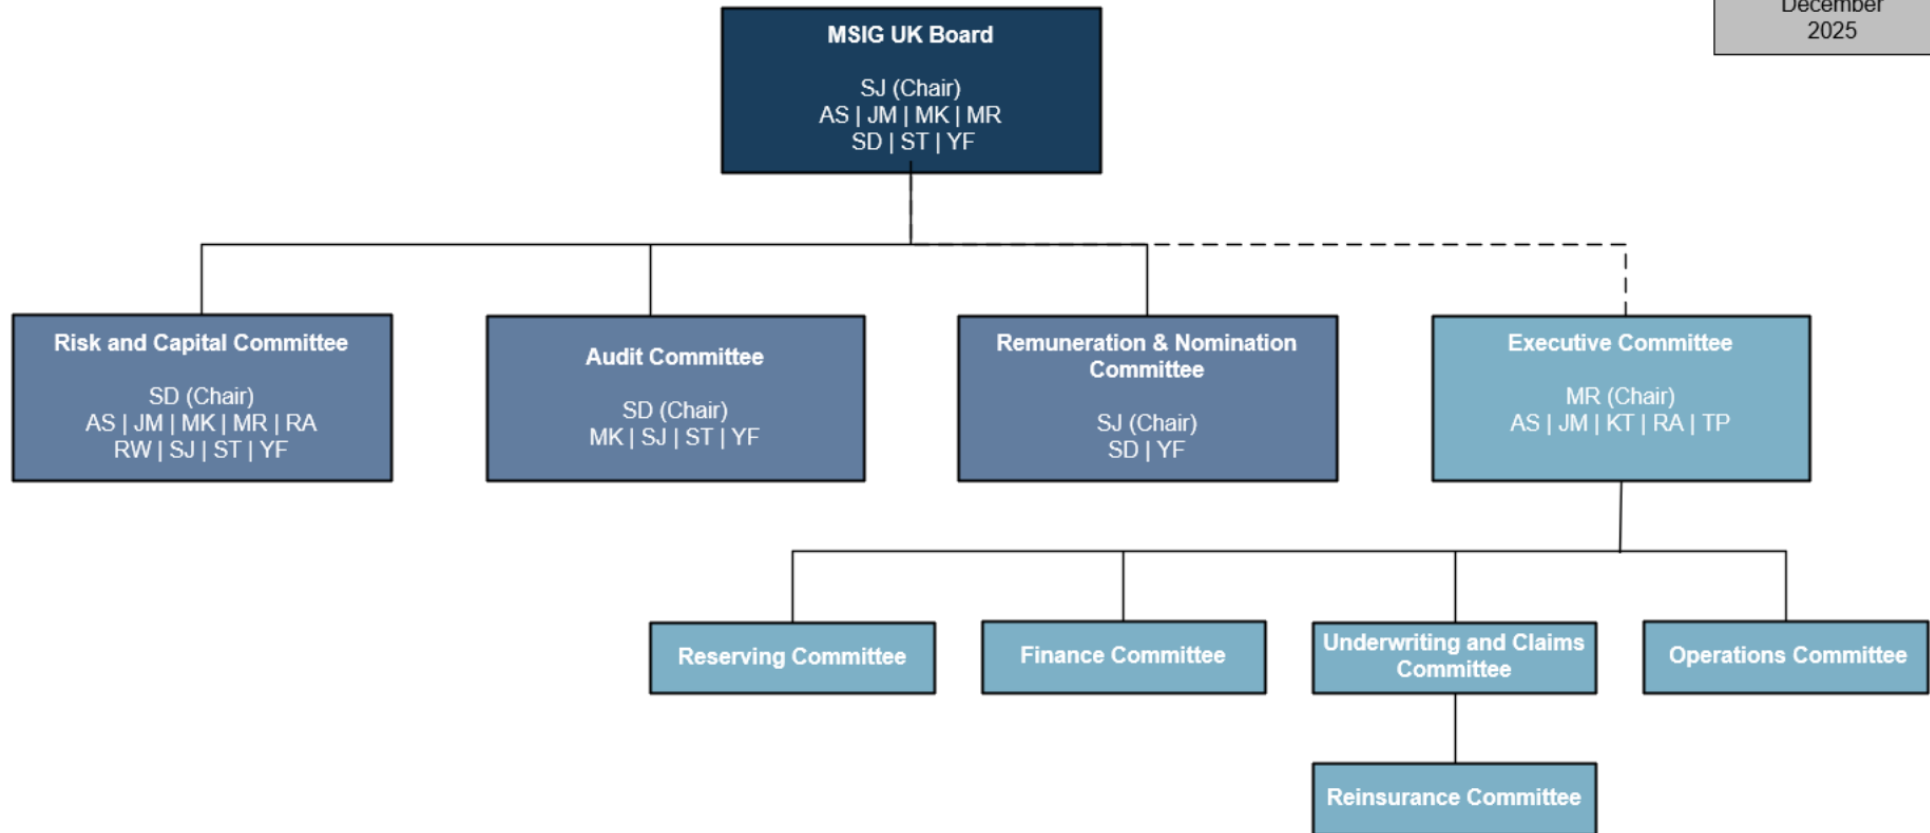 December
2025
MSIG UK Board
SJ (Chair)
AS | JM | MK | MR
SD | ST | YF
Risk and Capital Committee
SD (Chair)
AS | JM | MK | MR | RA
RW | SJ | ST | YF
Audit Committee
SD (Chair)
MK | SJ | ST | YF
Remuneration & Nomination
Committee
SJ (Chair)
SD | YF
Executive Committee
MR (Chair)
AS | JM | KT | RA | TP
Reserving Committee
Finance Committee
Underwriting and Claims
Committee
Operations Committee
Reinsurance Committee